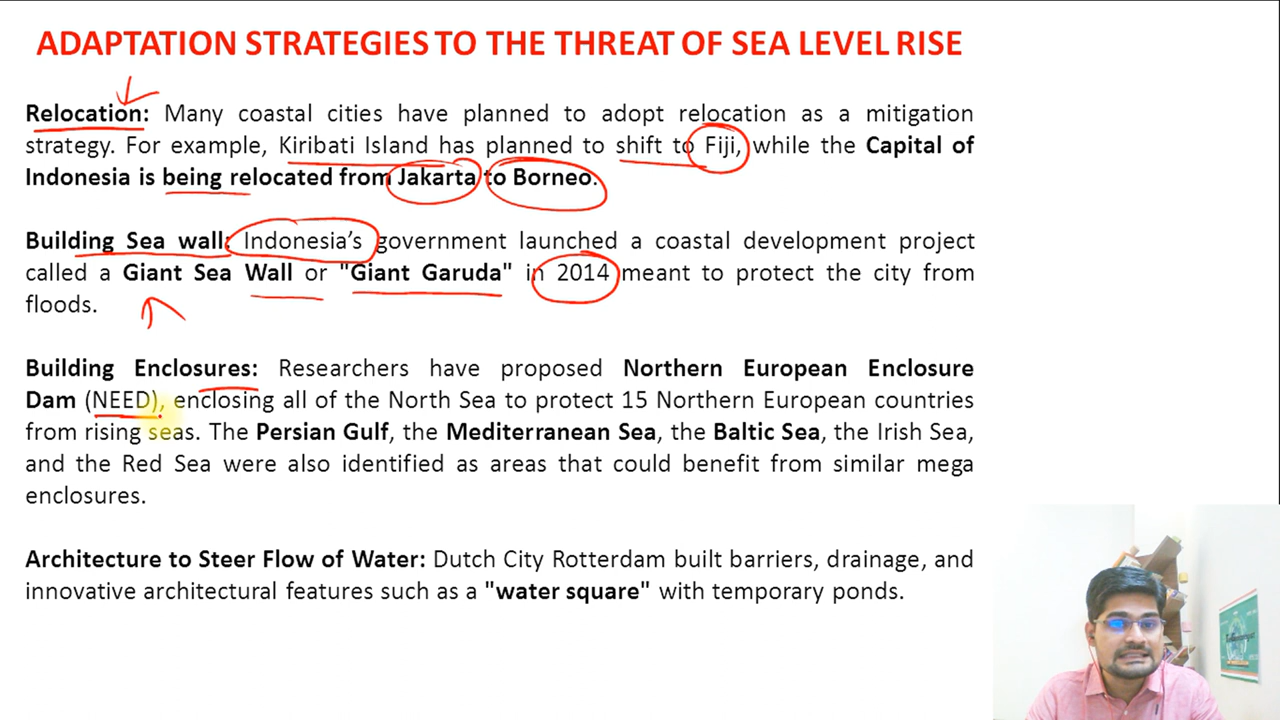 ADAPTATION STRATEGIES TO THE THREAT OF SEA LEVEL RISE
Relocation: Many coastal cities have planned to adopt relocation as a mitigation
strategy. For example, Kiribati Island has planned to shift to Fiji, while the Capital of
Indonesia is being relocated from Jakarta to Borneo.
Building Sea wall: Indonesia's government launched a coastal development project
called a Giant Sea Wall or "Giant Garuda" in 2014 meant to protect the city from
floods.
Building Enclosures: Researchers have proposed Northern European Enclosure
Dam (NEED), enclosing all of the North Sea to protect 15 Northern European countries
from rising seas. The Persian Gulf, the Mediterranean Sea, the Baltic Sea, the Irish Sea,
and the Red Sea were also identified as areas that could benefit from similar mega
enclosures.
Architecture to Steer Flow of Water: Dutch City Rotterdam built barriers, drainage, and
innovative architectural features such as a "water square" with temporary ponds.